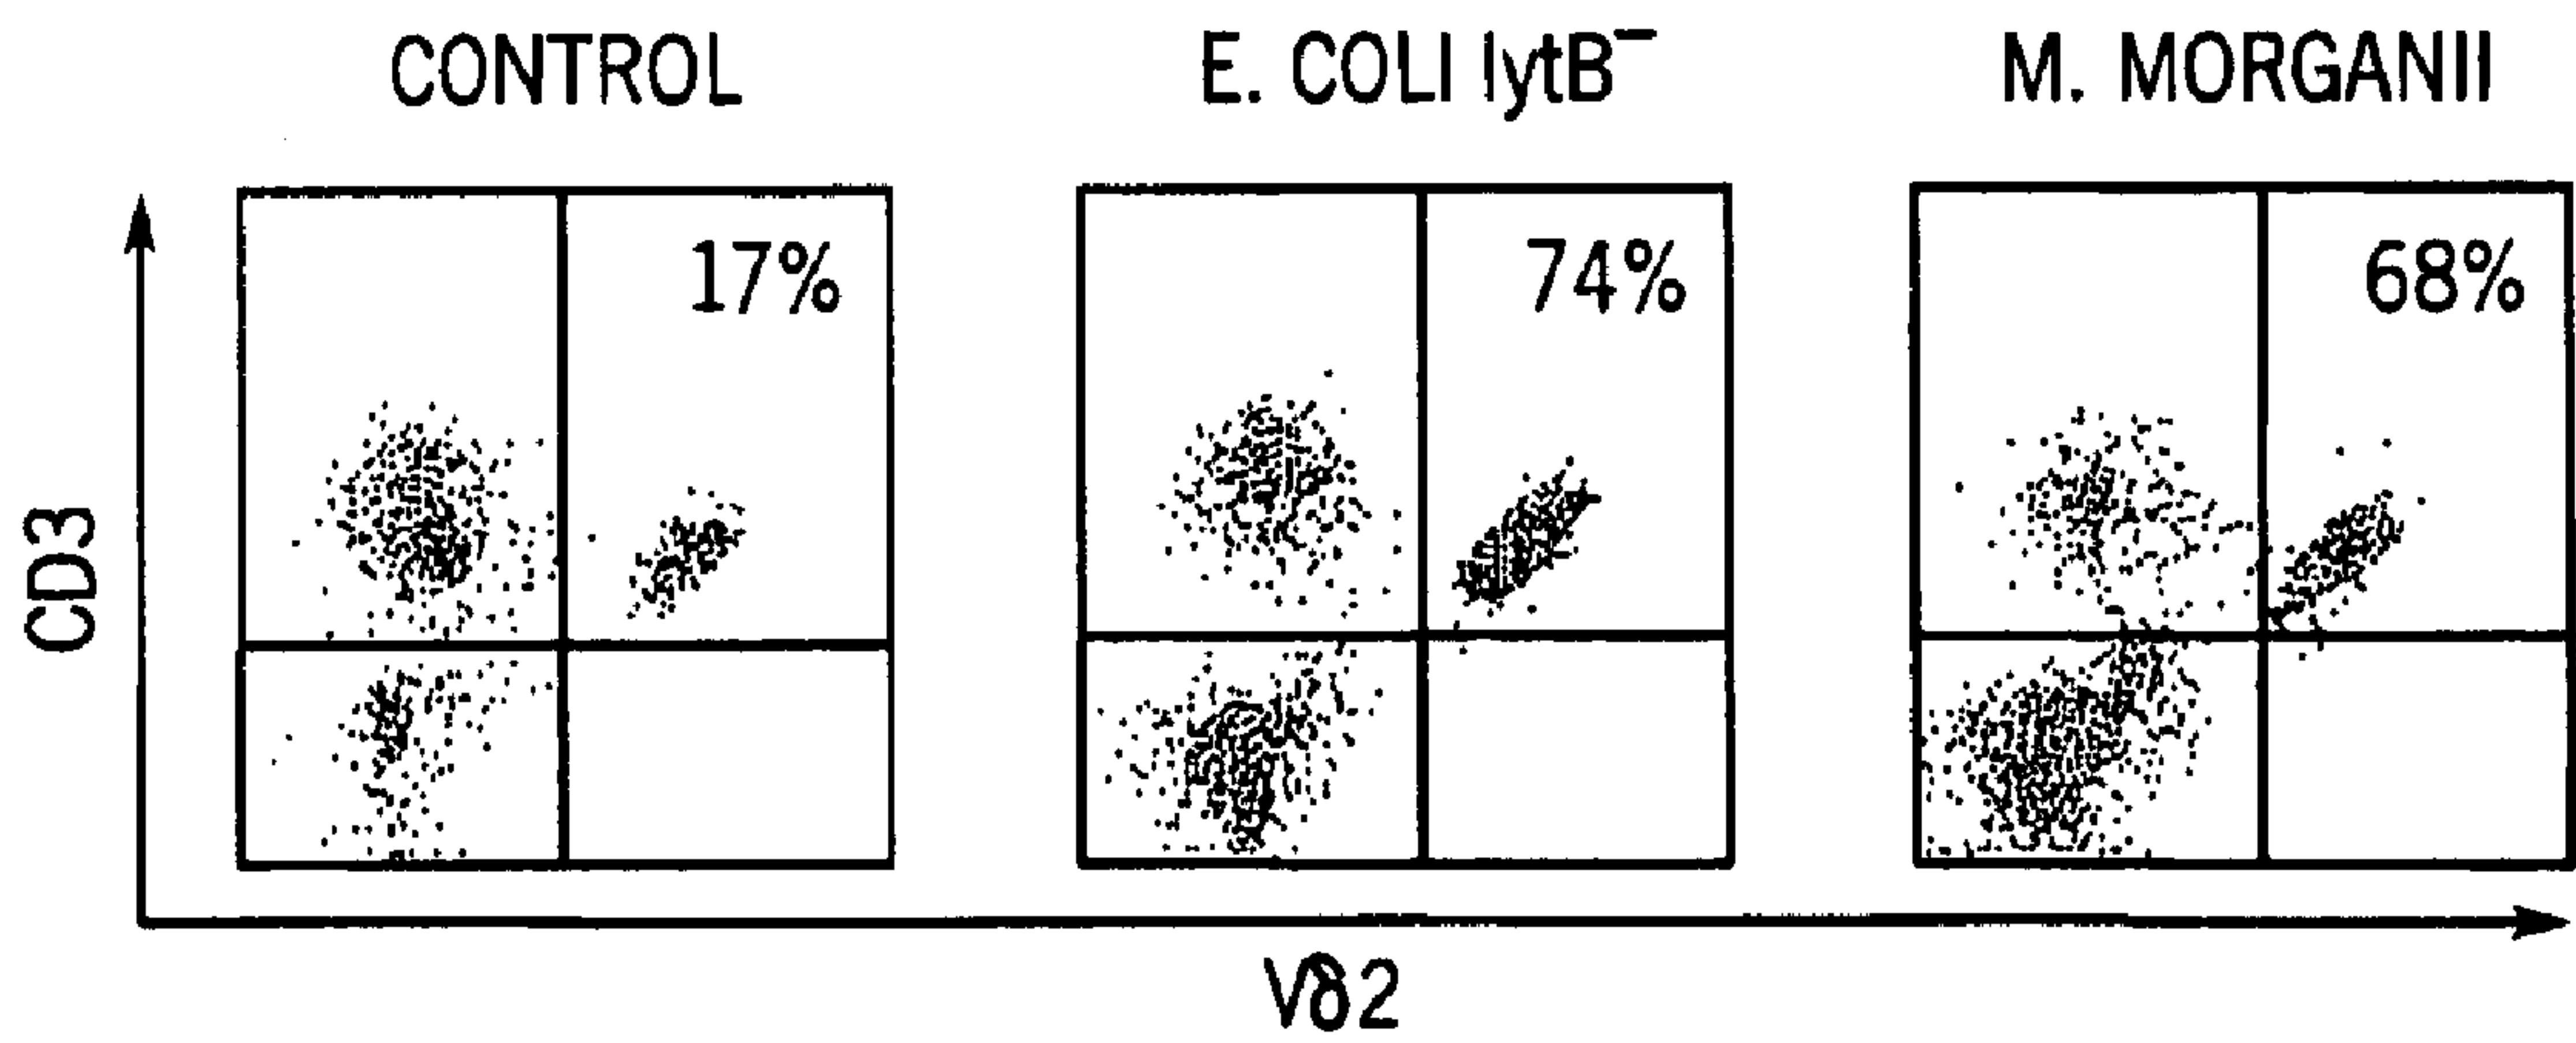 CONTROL E. COLI lytB⁻ M. MORGANII
17% 74% 68%
CD3
Vδ2